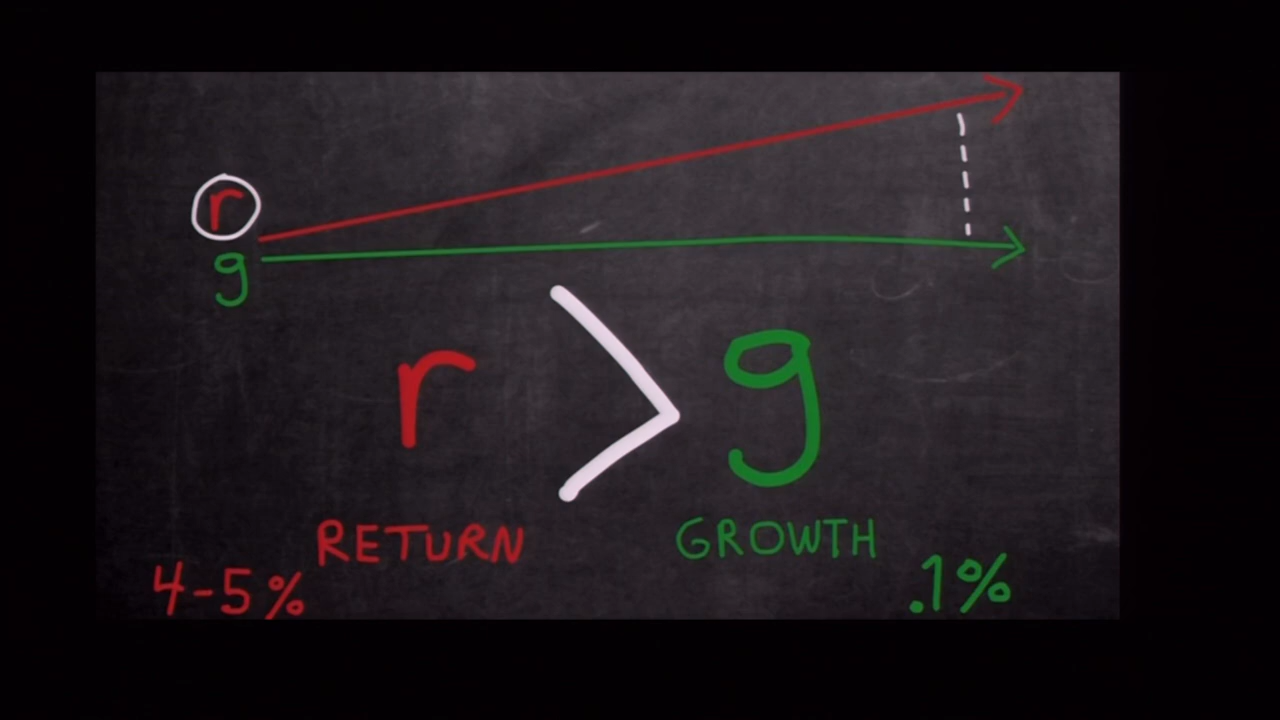 r
g
r > g
RETURN
GROWTH
4-5%
.1%